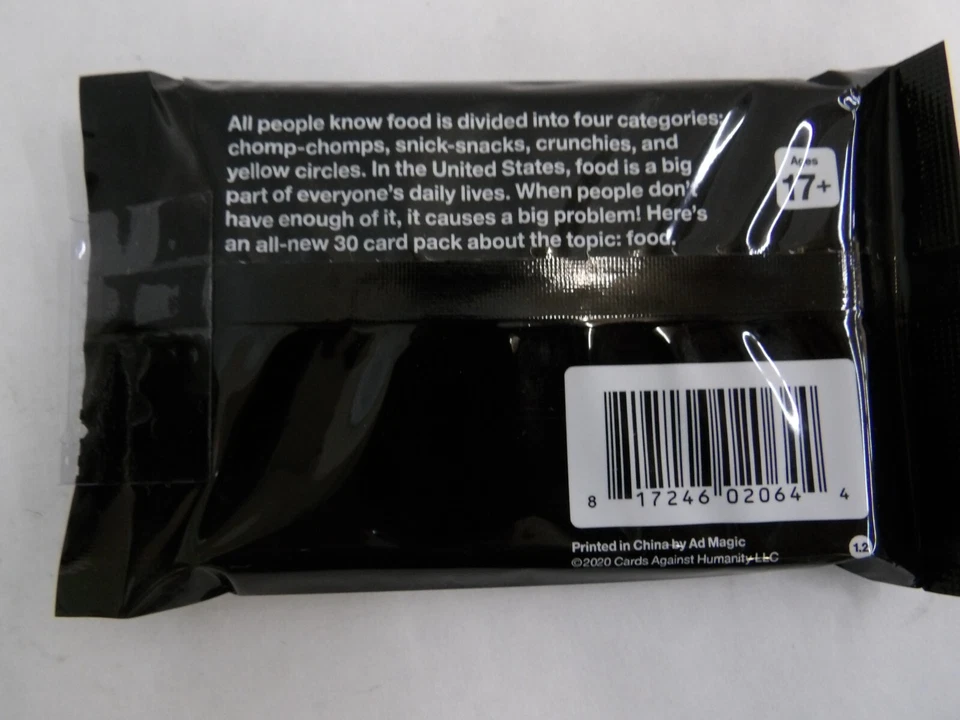 All people know food is divided into four categories:
chomp-chomps, snick-snacks, crunchies, and
yellow circles. In the United States, food is a big
part of everyone's daily lives. When people don't
have enough of it, it causes a big problem! Here's
an all-new 30 card pack about the topic: food.
Ages
17+
8 17246 02064 4
Printed in China by Ad Magic
©2020 Cards Against Humanity LLC
1.2